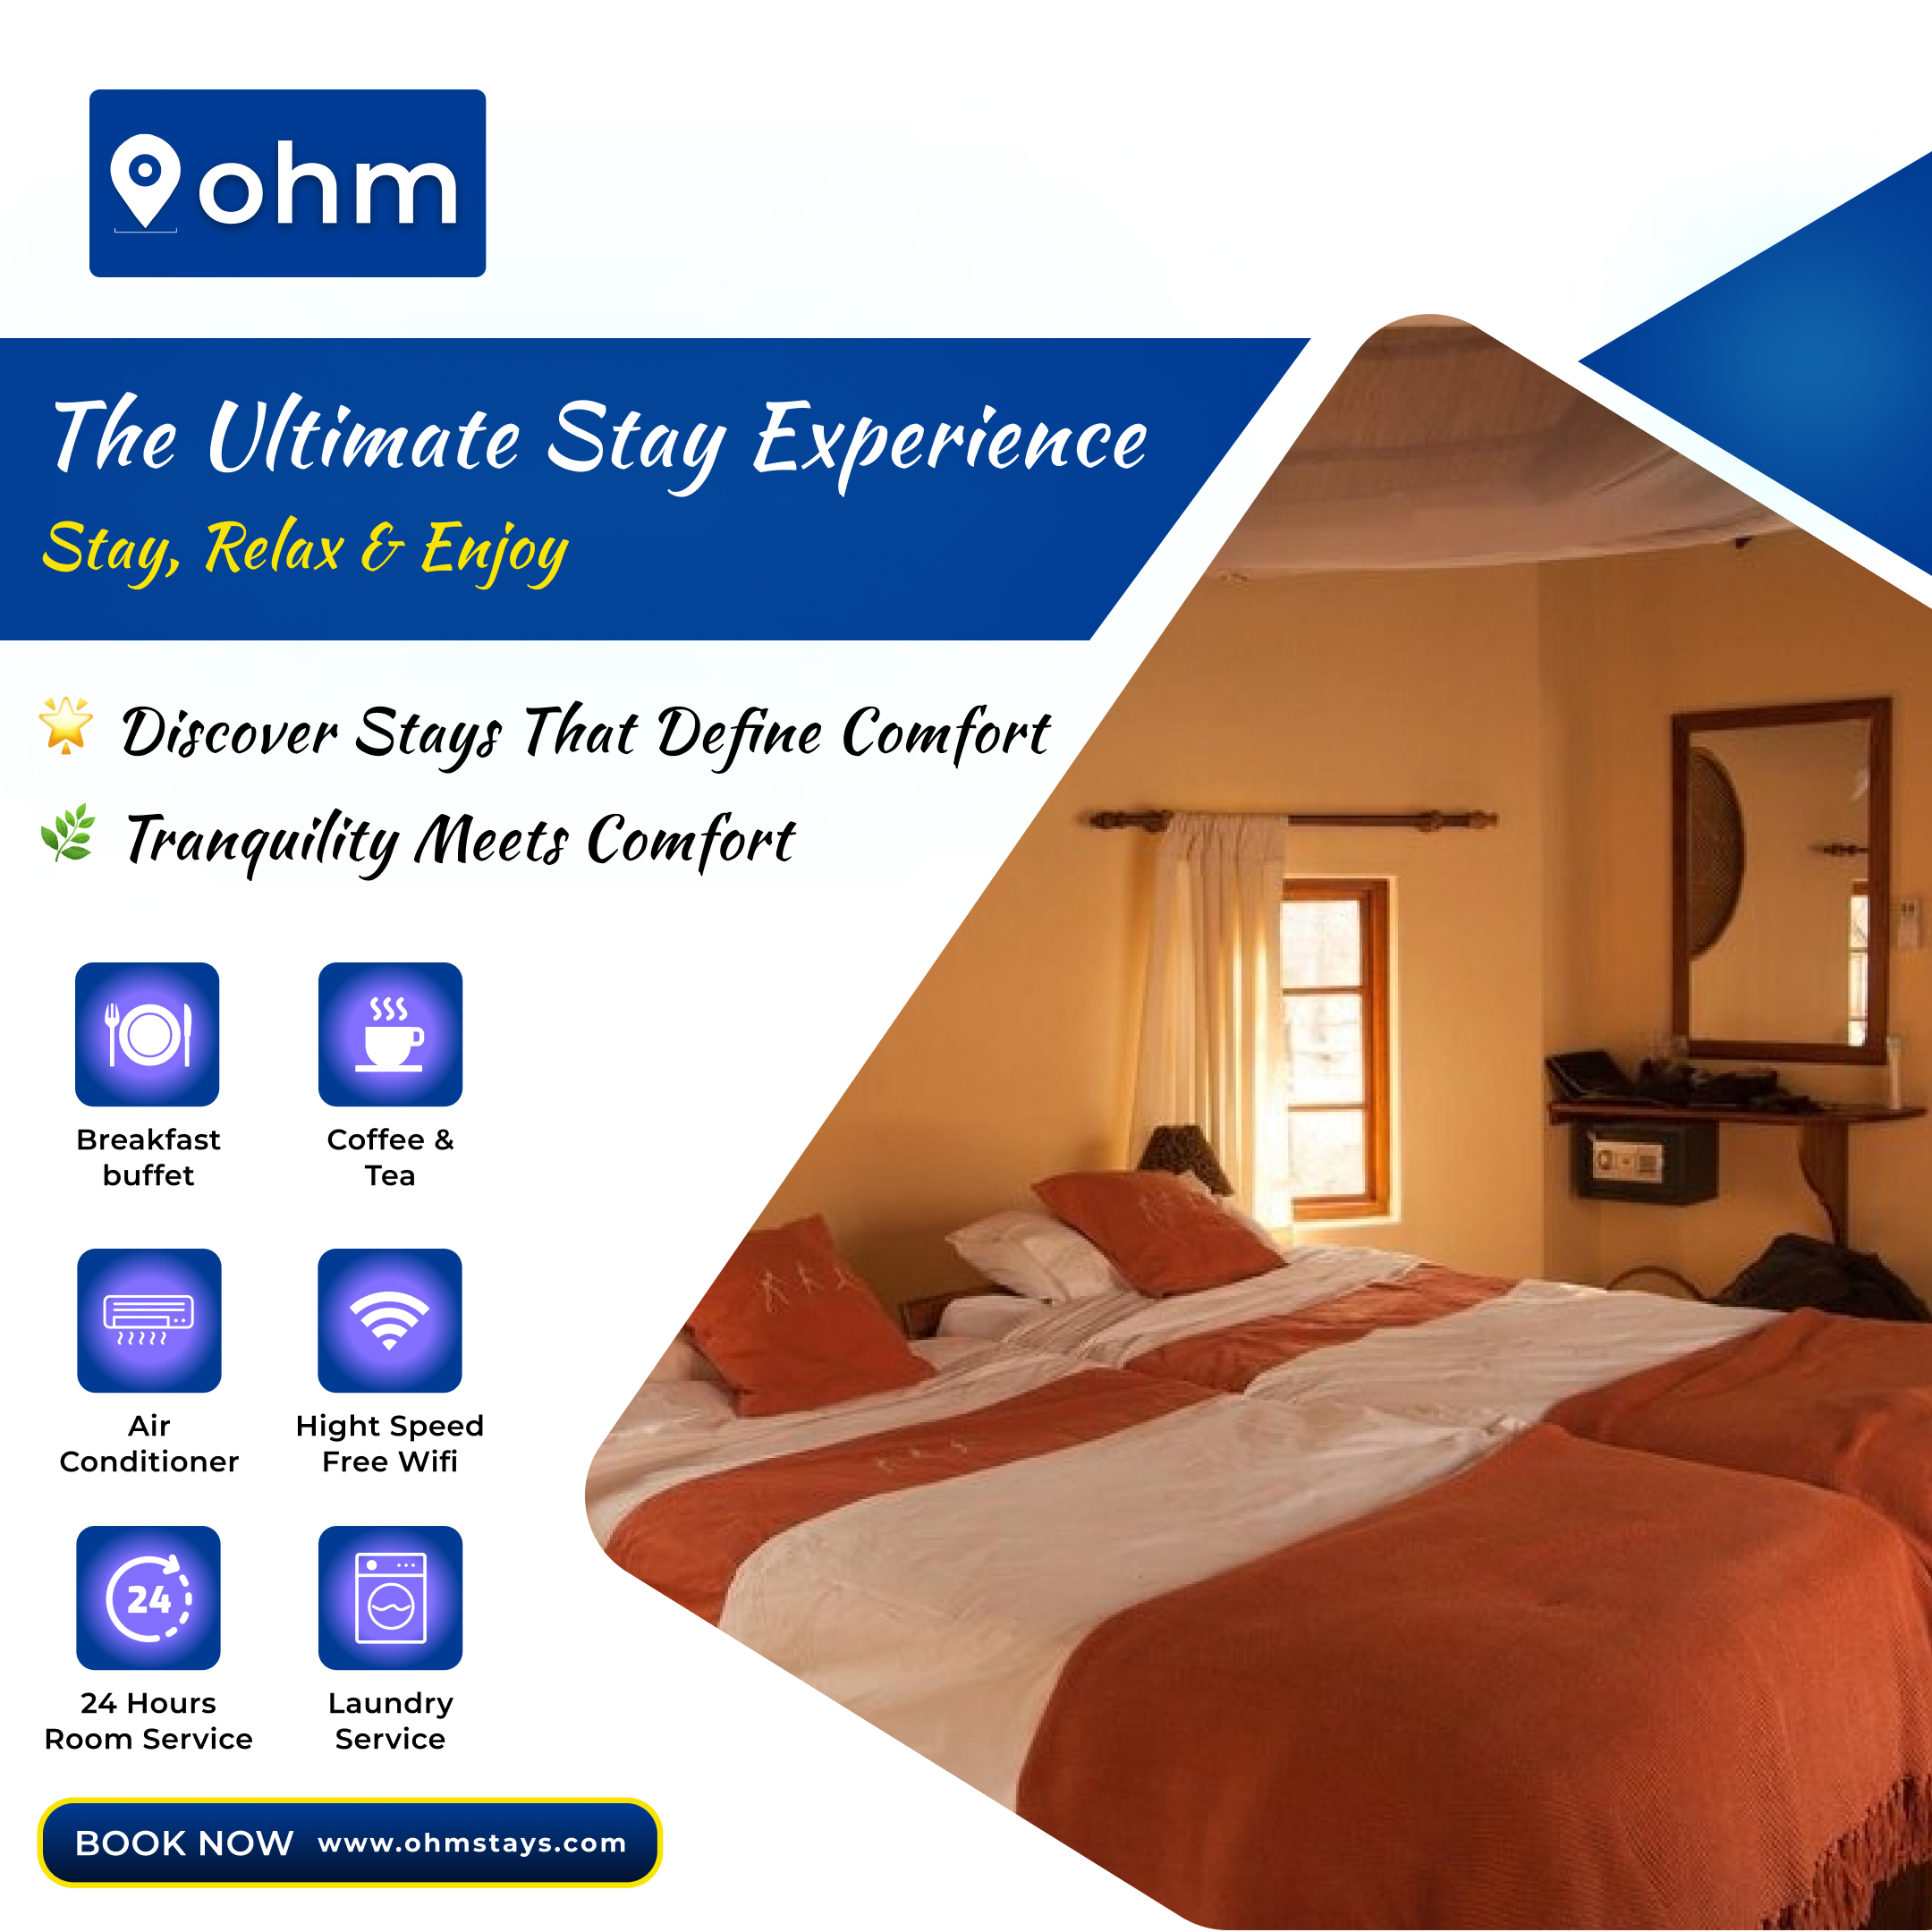 ohm
The Ultimate Stay Experience
Stay, Relax & Enjoy
Discover Stays That Define Comfort
Tranquility Meets Comfort
Breakfast
buffet
Coffee &
Tea
Air
Conditioner
Hight Speed
Free Wifi
24
24 Hours
Room Service
Laundry
Service
BOOK NOW www.ohmstays.com